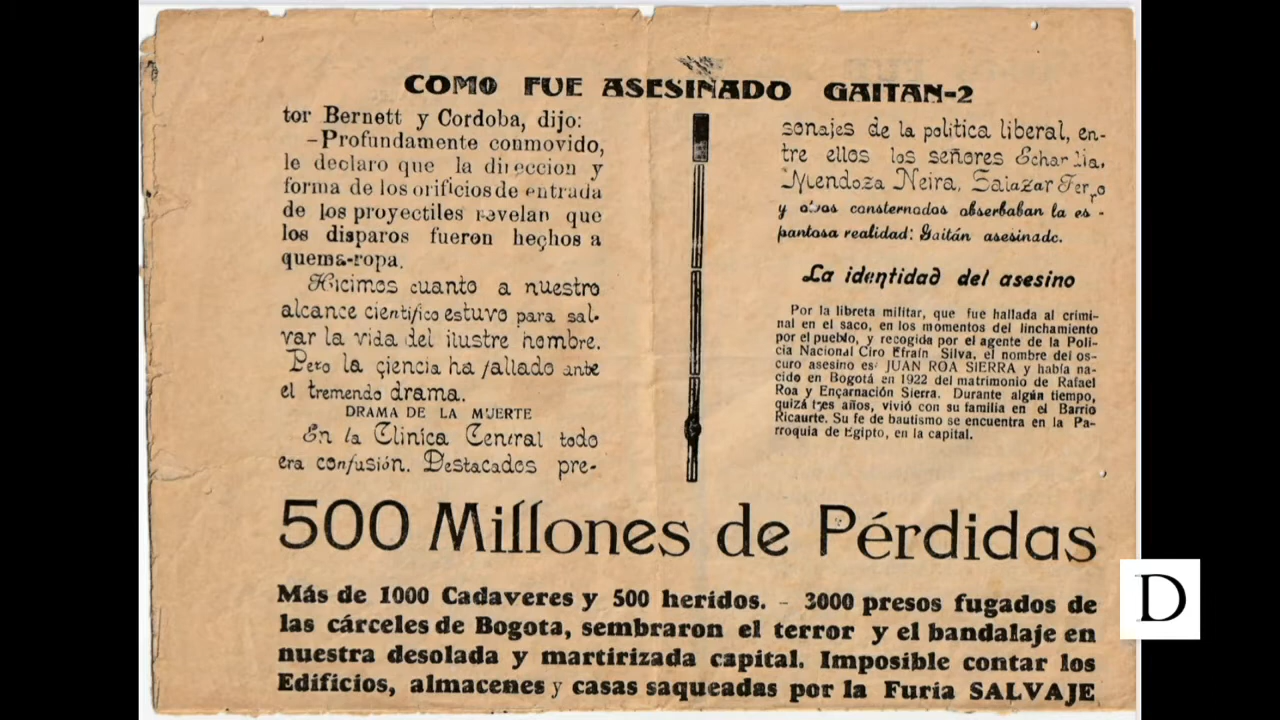 COMO FUE ASESINADO GAITAN-2
tor Bernett y Cordoba, dijo:
-Profundamente conmovido,
le declaro que la direccion y
forma de los orificios de entrada
de los proyectiles revelan que
los disparos fueron hechos a
quema-ropa.
Hicimos cuanto a nuestro
alcance cientifico estuvo para sal-
var la vida del ilustre hombre.
Pero la ciencia ha fallado ante
el tremendo drama.
DRAMA DE LA MUERTE
En la Clinica Central todo
era confusión. Destacados pre-
sonajes de la politica liberal, en-
tre ellos los señores
Mendoza Neira, Salazar Ferro
y otros consternados obserbaban la es-
pantosa realidad: Gaitán asesinado.
La identidad del asesino
Por la libreta militar, que fue hallada al crimi-
nal en el saco, en los momentos del linchamiento
por el pueblo, y recogida por el agente de la Poli-
cia Nacional Ciro Efraín Silva, el nombre del os-
curo asesino es: JUAN ROA SIERRA y había na-
cido en Bogotá en 1922 del matrimonio de Rafael
Roa y Encarnación Sierra. Durante algún tiempo,
quizá tres años, vivió con su familia en el Barrio
Ricaurte. Su fe de bautismo se encuentra en la Pa-
rroquia de Egipto, en la capital.
500 Millones de Pérdidas
Más de 1000 Cadaveres y 500 heridos. - 3000 presos fugados de
las cárceles de Bogota, sembraron el terror y el bandalaje en
nuestra desolada y martirizada capital. Imposible contar los
Edificios, almacenes y casas saqueadas por la Furia SALVAJE
D